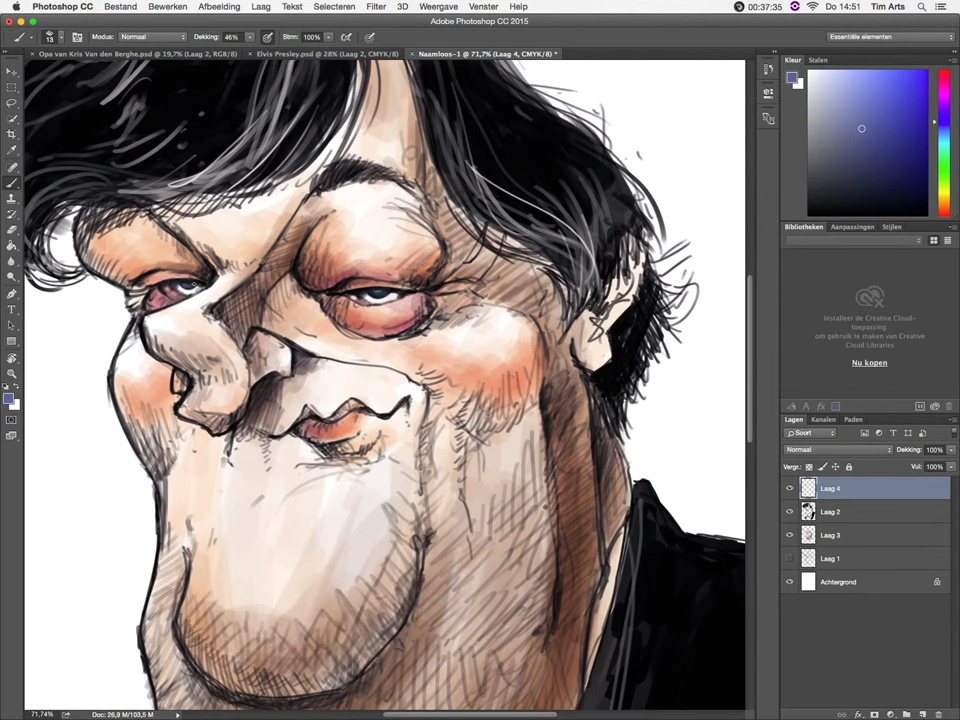 Photoshop CC Bestand Bewerken Afbeelding Laag Tekst Selecteren Filter 3D Weergave Venster Help 00:37:35 Do 14:51 Tim Arts
Adobe Photoshop CC 2015
13 Modus: Normaal Dekking: 46% Strm: 100% Essentiële elementen
× Opa van Kris Van den Berghe.psd @ 19,7% (Laag 2, RGB/8) × Elvis Presley.psd @ 28% (Laag 2, CMYK/8) × Naamloos-1 @ 71,7% (Laag 4, CMYK/8) *
Kleur Stalen
Bibliotheken Aanpassingen Stijlen
Installeer de Creative Cloud-
toepassing
om gebruik te maken van Creative
Cloud Libraries
Nu kopen
Lagen Kanalen Paden
Soort
Normaal Dekking: 100%
Vergr.: Vul: 100%
Laag 4
Laag 2
Laag 3
Laag 1
Achtergrond
71,74% Doc: 26,9 M/103,5 M